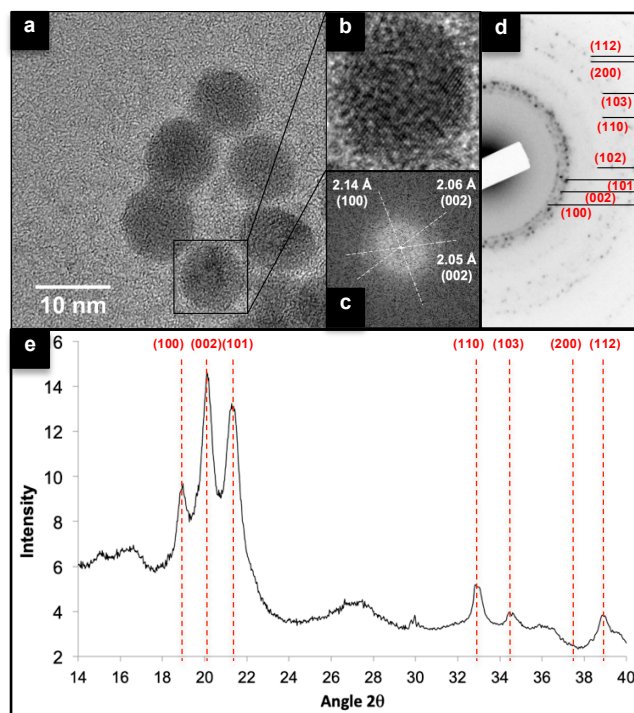 a
10 nm
b
2.14 Å
(100)
2.06 Å
(002)
2.05 Å
(002)
c
d
(112)
(200)
(103)
(110)
(102)
(101)
(002)
(100)
e
(100) (002) (101) (110) (103) (200) (112)
6
14
12
10
8
6
4
2
Intensity
14 16 18 20 22 24 26 28 30 32 34 36 38 40
Angle 2θ